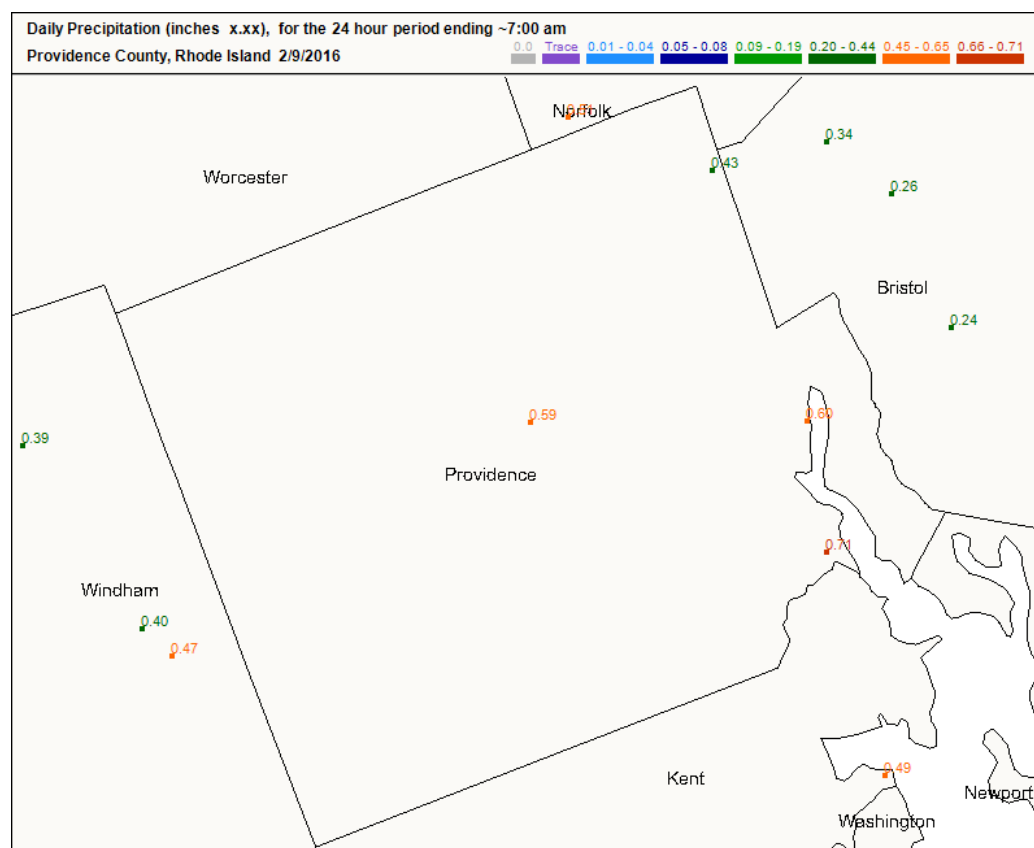 Daily Precipitation (inches x.xx), for the 24 hour period ending ~7:00 am
Providence County, Rhode Island 2/9/2016
0.0 Trace 0.01 - 0.04 0.05 - 0.08 0.09 - 0.19 0.20 - 0.44 0.45 - 0.65 0.66 - 0.71
Norfolk
0.34
0.43
Worcester
0.26
Bristol
0.24
0.59
0.60
0.39
Providence
0.71
Windham
0.40
0.47
0.49
Kent
Newport
Washington